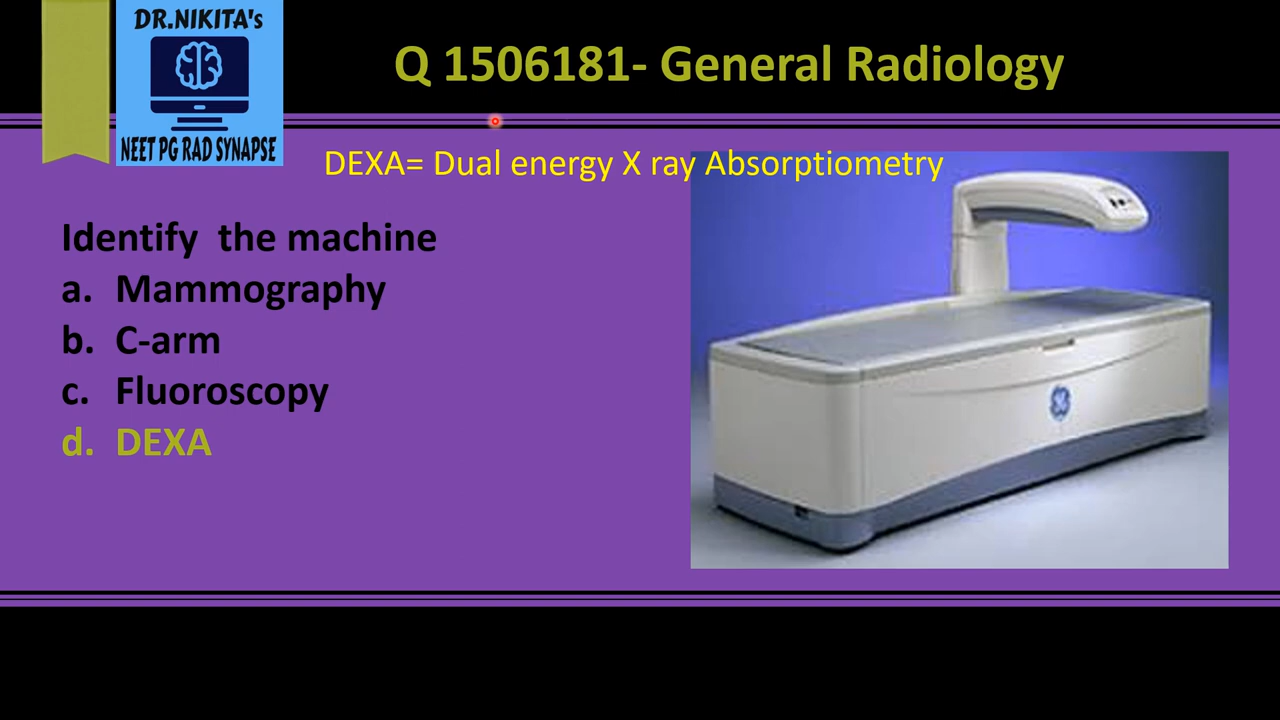 DR.NIKITA's
NEET PG RAD SYNAPSE
Q 1506181- General Radiology
DEXA= Dual energy X ray Absorptiometry
Identify  the machine
a. Mammography
b. C-arm
c. Fluoroscopy
d. DEXA